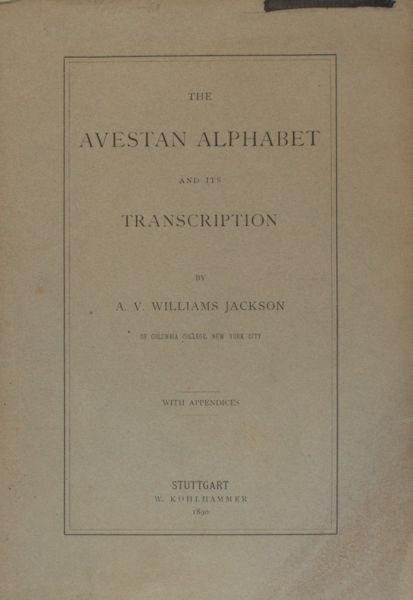 THE
AVESTAN ALPHABET
AND ITS
TRANSCRIPTION
BY
A. V. WILLIAMS JACKSON
OF COLUMBIA COLLEGE, NEW YORK CITY
WITH APPENDICES
STUTTGART
W. KOHLHAMMER
1890